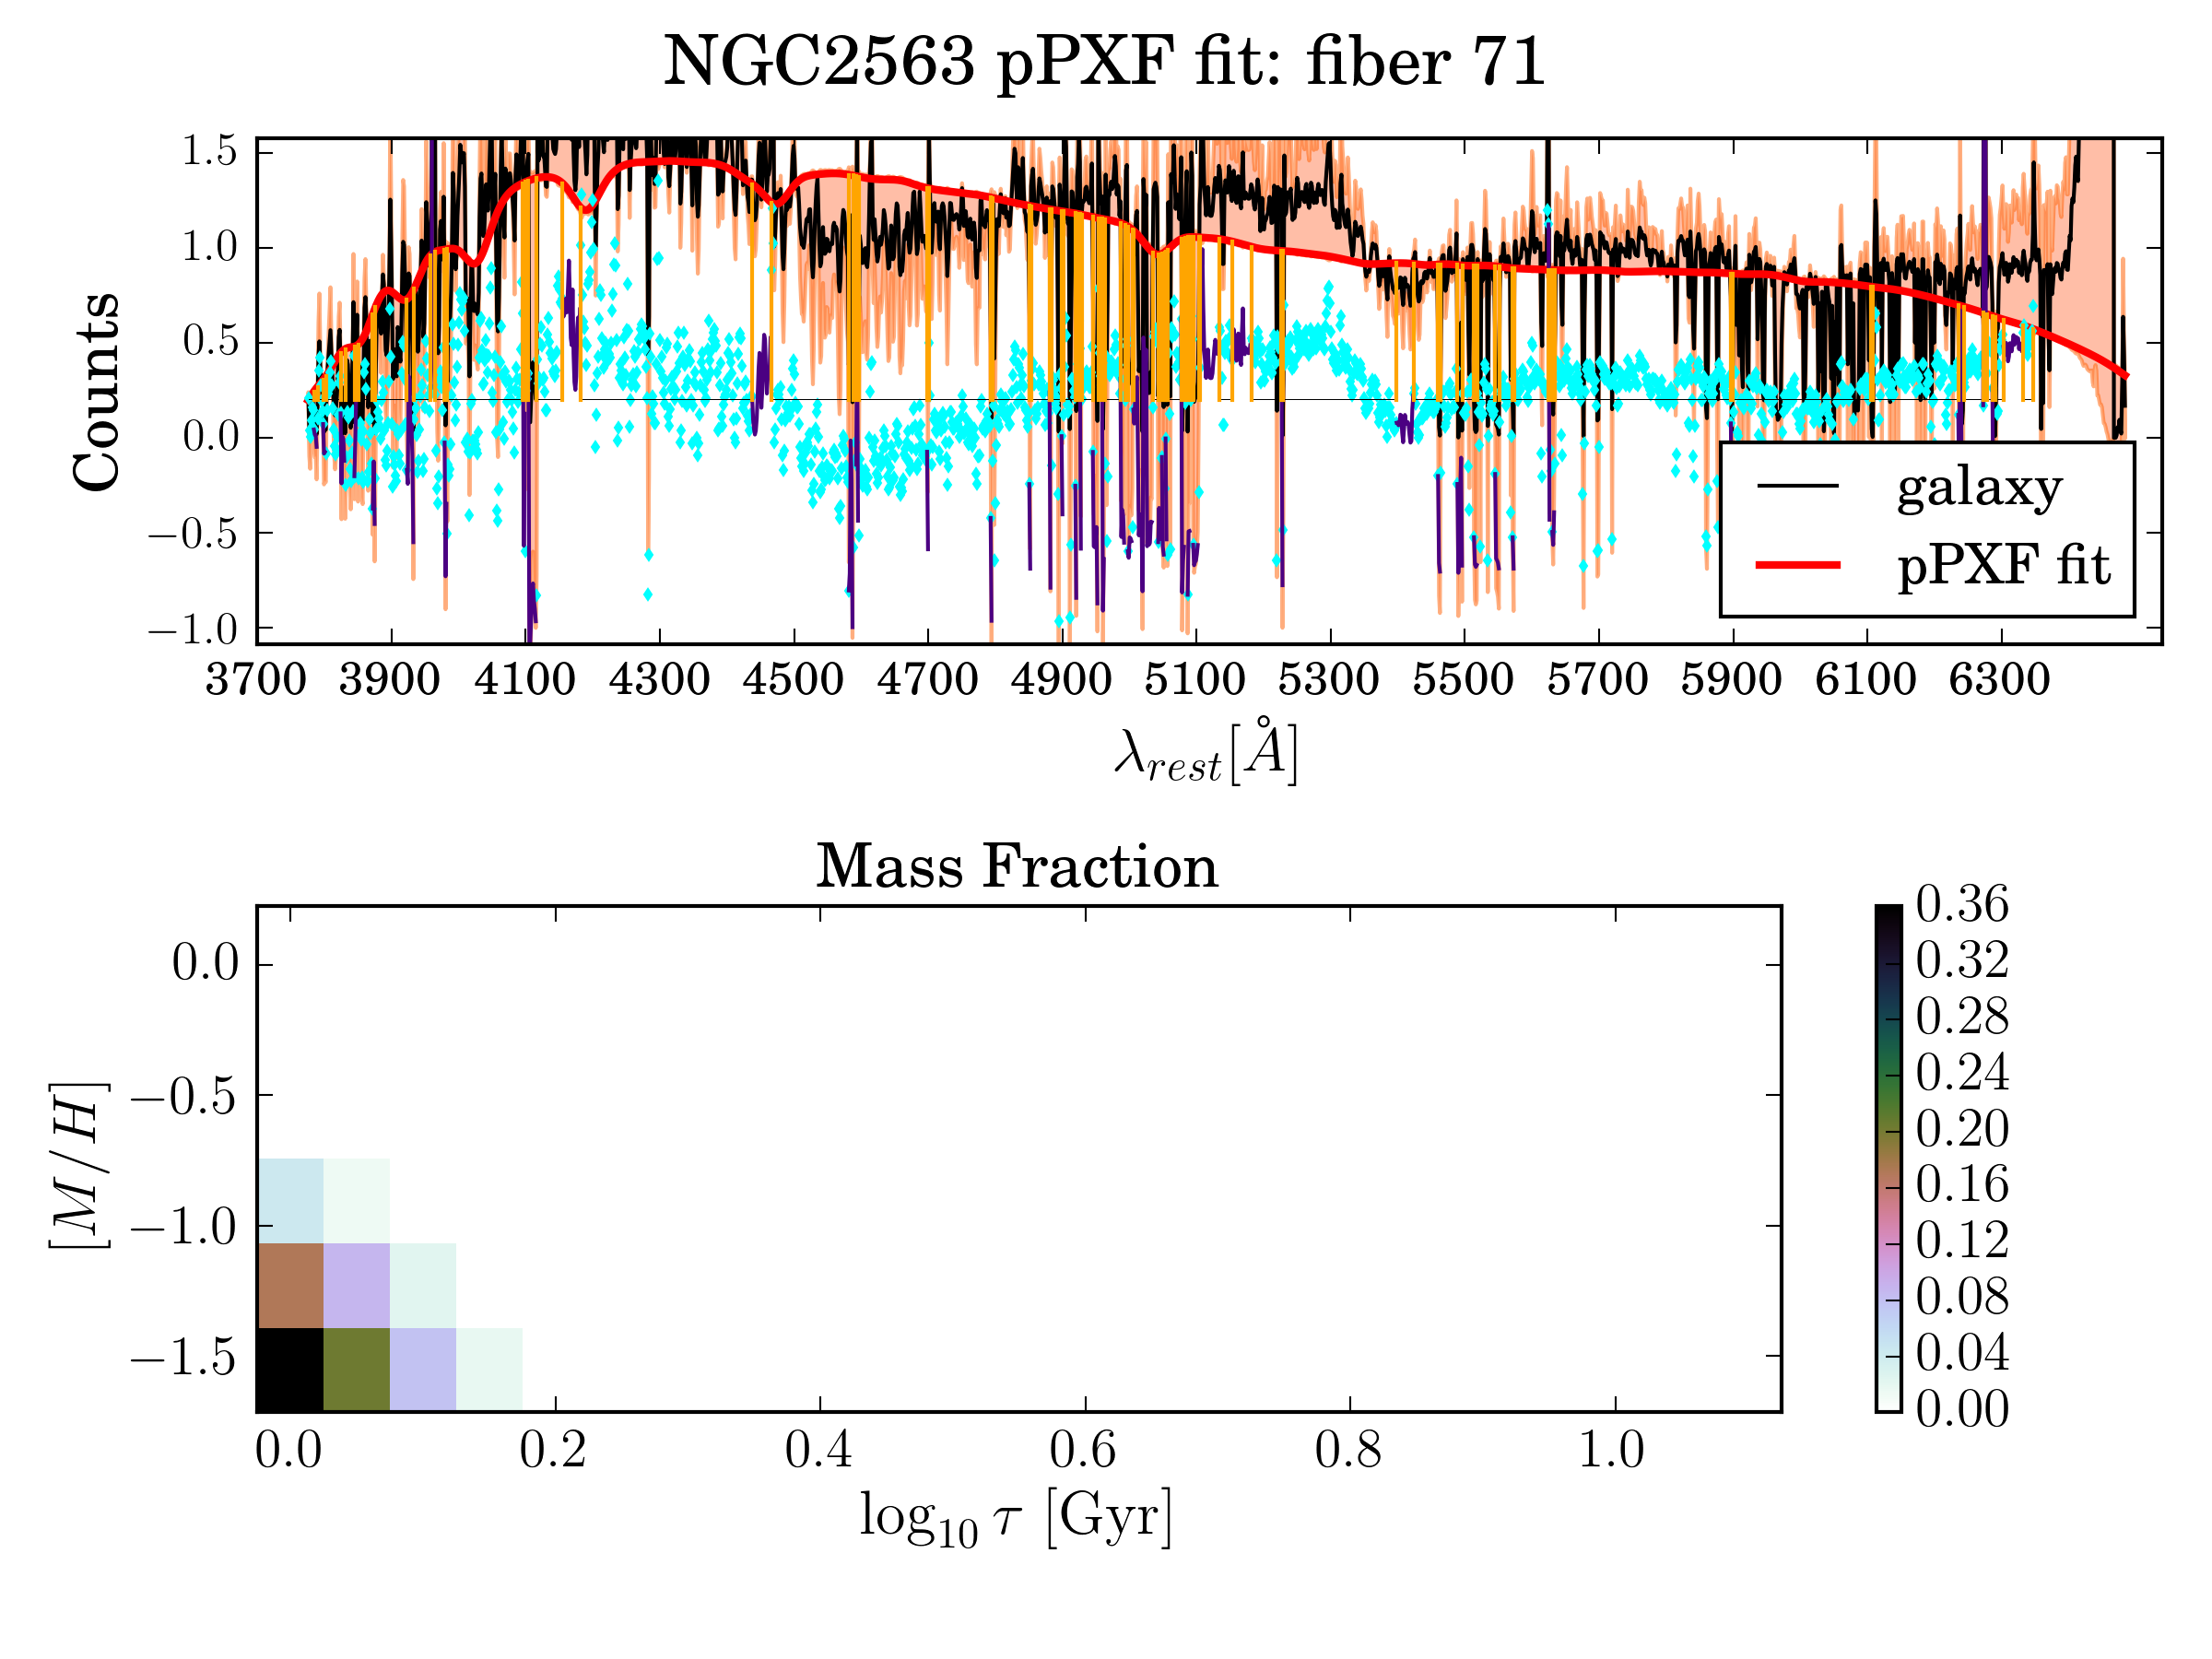 NGC2563 pPXF fit: fiber 71
Counts
1.5
1.0
0.5
0.0
−0.5
−1.0
galaxy
pPXF fit
3700 3900 4100 4300 4500 4700 4900 5100 5300 5500 5700 5900 6100 6300
λ_rest[Å]
Mass Fraction
[M/H]
0.0
−0.5
−1.0
−1.5
0.0 0.2 0.4 0.6 0.8 1.0
log₁₀ τ [Gyr]
0.36
0.32
0.28
0.24
0.20
0.16
0.12
0.08
0.04
0.00